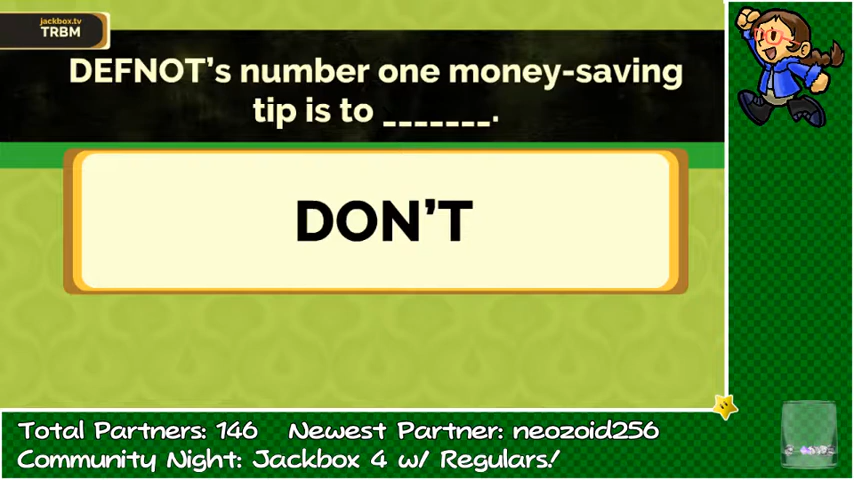 jackbox.tv
TRBM
DEFNOT’s number one money-saving
tip is to _______.
DON’T
Total Partners: 146 Newest Partner: neozoid256
Community Night: Jackbox 4 w/ Regulars!